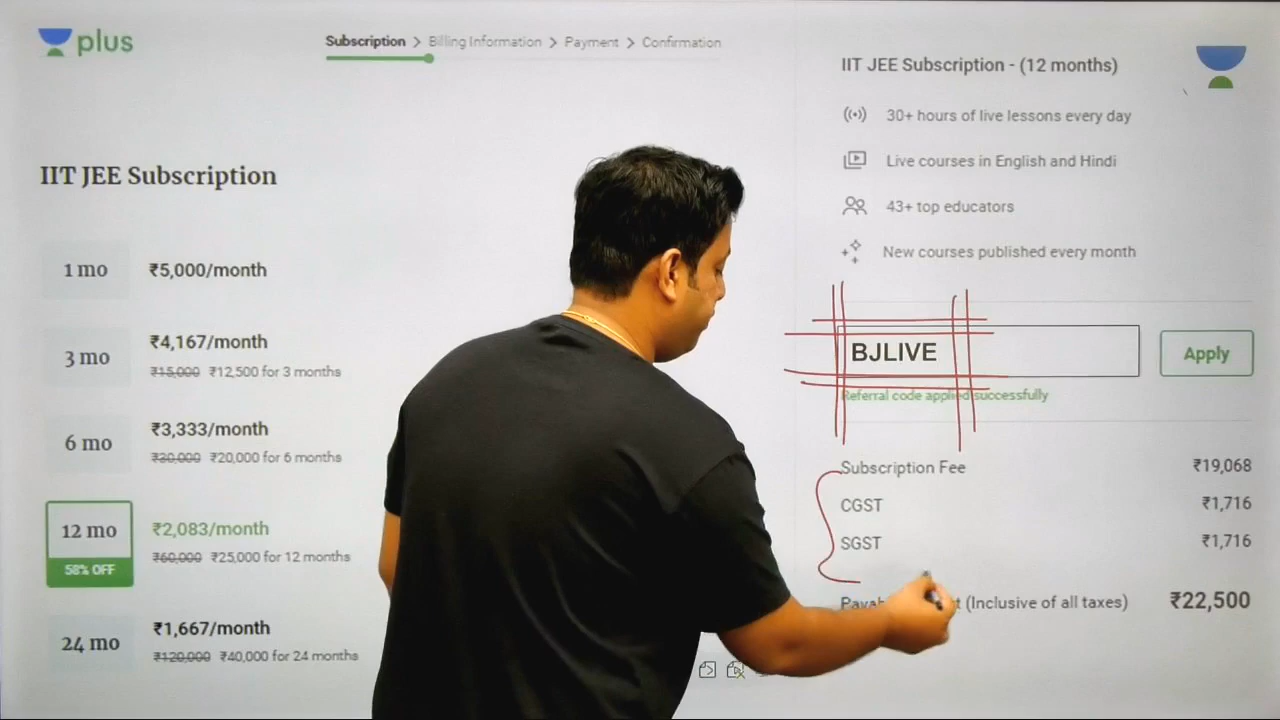 plus
Subscription > Billing Information > Payment > Confirmation
IIT JEE Subscription
1 mo
₹5,000/month
3 mo
₹4,167/month
₹15,000 ₹12,500 for 3 months
6 mo
₹3,333/month
₹30,000 ₹20,000 for 6 months
12 mo
58% OFF
₹2,083/month
₹60,000 ₹25,000 for 12 months
24 mo
₹1,667/month
₹120,000 ₹40,000 for 24 months
IIT JEE Subscription - (12 months)
30+ hours of live lessons every day
Live courses in English and Hindi
43+ top educators
New courses published every month
BJLIVE
Apply
Referral code applied successfully
Subscription Fee ₹19,068
CGST ₹1,716
SGST ₹1,716
(Inclusive of all taxes) ₹22,500